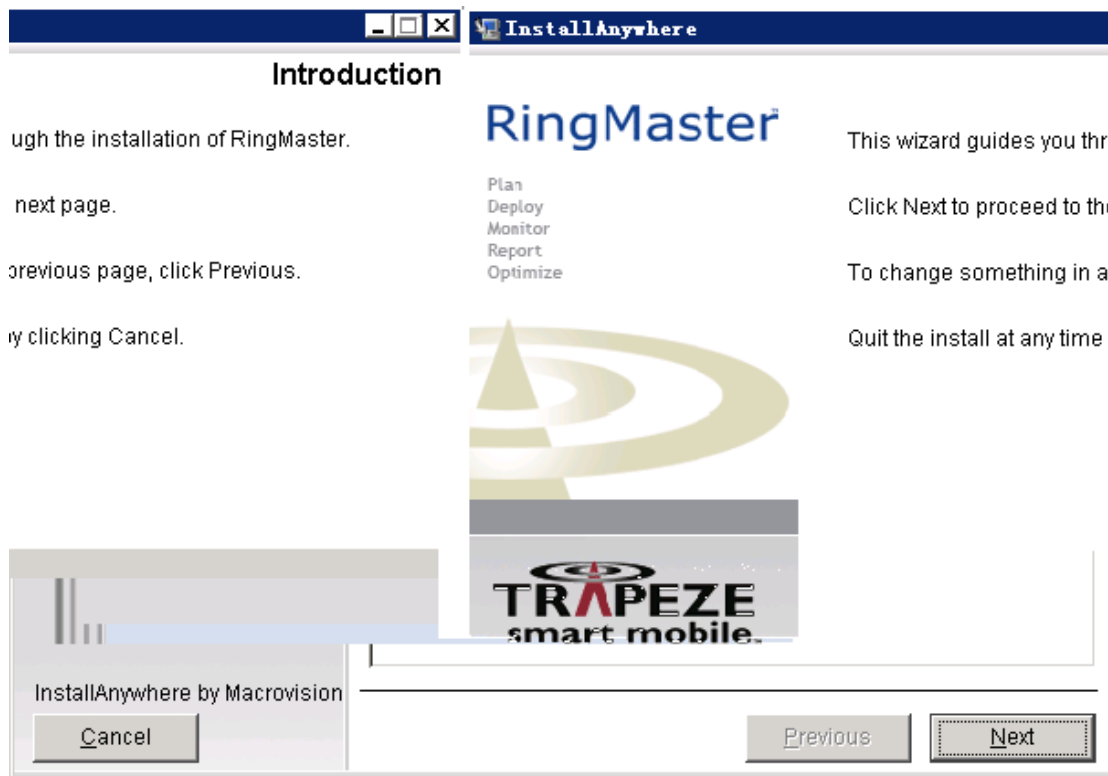 InstallAnywhere
Introduction
ugh the installation of RingMaster.
next page.
previous page, click Previous.
y clicking Cancel.
RingMaster
Plan
Deploy
Monitor
Report
Optimize
This wizard guides you thr
Click Next to proceed to the
To change something in a
Quit the install at any time
TRAPEZE
smart mobile.
InstallAnywhere by Macrovision
Cancel
Previous
Next